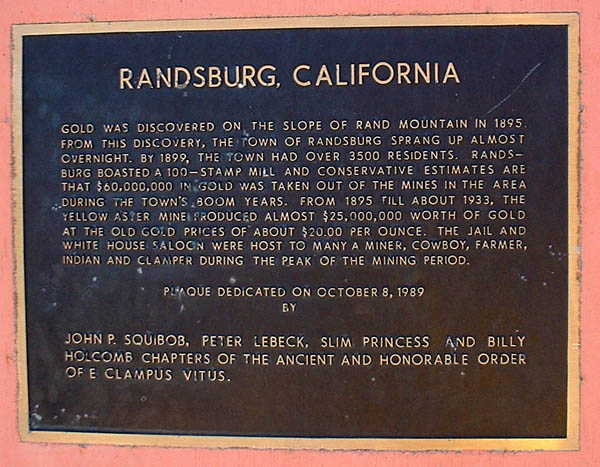 RANDSBURG, CALIFORNIA
GOLD WAS DISCOVERED ON THE SLOPE OF RAND MOUNTAIN IN 1895.
FROM THIS DISCOVERY, THE TOWN OF RANDSBURG SPRANG UP ALMOST
OVERNIGHT. BY 1899, THE TOWN HAD OVER 3500 RESIDENTS. RANDS—
BURG BOASTED A 100—STAMP MILL AND CONSERVATIVE ESTIMATES ARE
THAT $60,000,000 IN GOLD WAS TAKEN OUT OF THE MINES IN THE AREA
DURING THE TOWN'S BOOM YEARS. FROM 1895 TILL ABOUT 1933, THE
YELLOW ASTER MINE PRODUCED ALMOST $25,000,000 WORTH OF GOLD
AT THE OLD GOLD PRICES OF ABOUT $20.00 PER OUNCE. THE JAIL AND
WHITE HOUSE SALOON WERE HOST TO MANY A MINER, COWBOY, FARMER,
INDIAN AND CLAMPER DURING THE PEAK OF THE MINING PERIOD.
PLAQUE DEDICATED ON OCTOBER 8, 1989
BY
JOHN P. SQUIBOB, PETER LEBECK, SLIM PRINCESS AND BILLY
HOLCOMB CHAPTERS OF THE ANCIENT AND HONORABLE ORDER
OF E CLAMPUS VITUS.